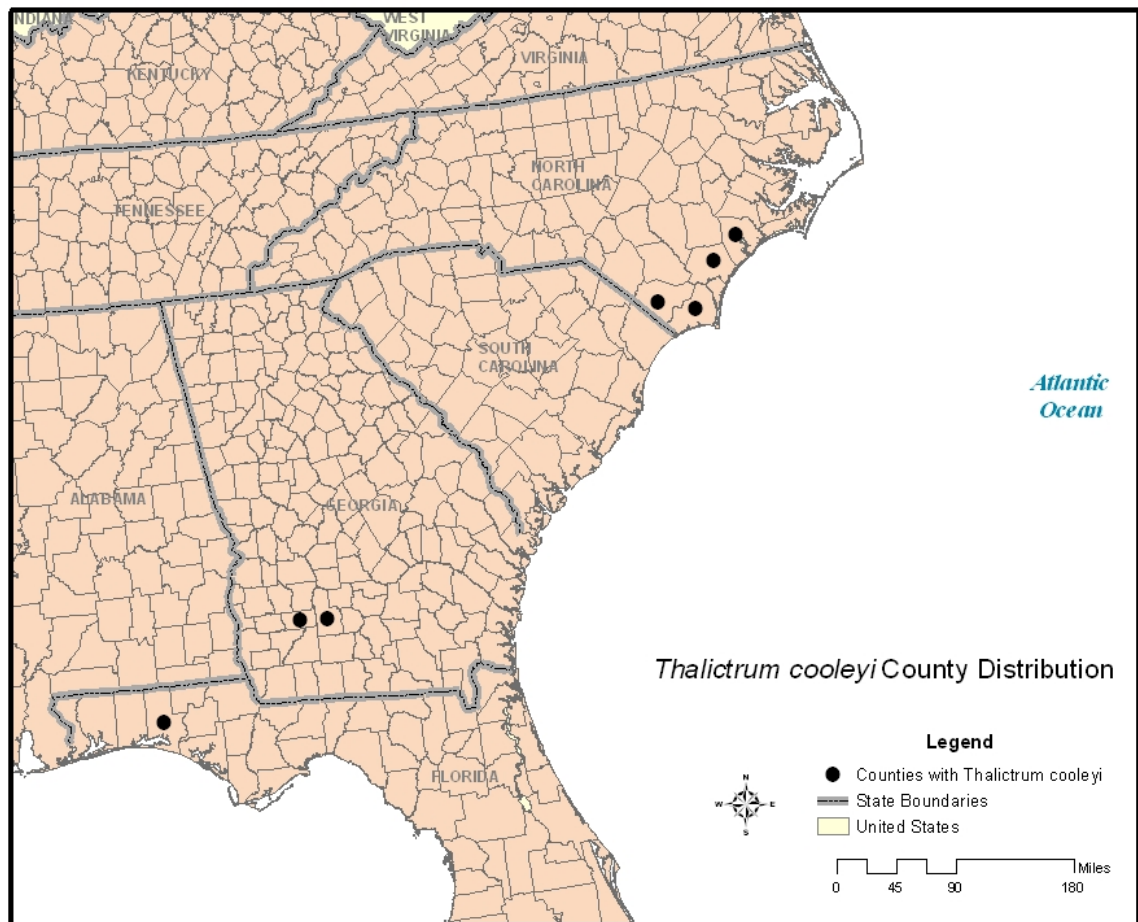 NDIANA
WEST
VIRGINIA
KENTUCKY
VIRGINIA
NORTH
CAROLINA
TENNESSEE
SOUTH
CAROLINA
Atlantic
Ocean
ALABAMA
GEORGIA
Thalictrum cooleyi County Distribution
FLORIDA
Legend
Counties with Thalictrum cooleyi
State Boundaries
United States
N
W
E
S
Miles
0 45 90 180